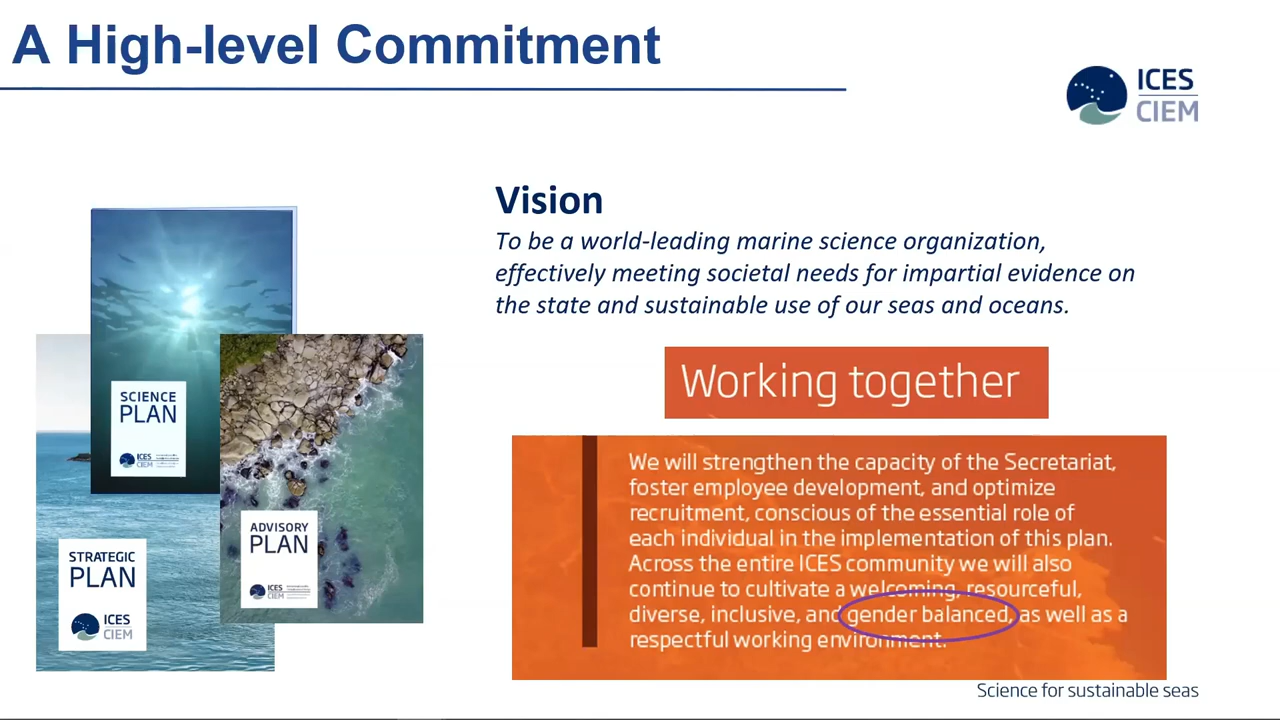 A High-level Commitment
ICES
CIEM
Vision
To be a world-leading marine science organization,
effectively meeting societal needs for impartial evidence on
the state and sustainable use of our seas and oceans.
SCIENCE
PLAN
ICES
CIEM
ADVISORY
PLAN
ICES
CIEM
STRATEGIC
PLAN
ICES
CIEM
Working together
We will strengthen the capacity of the Secretariat,
foster employee development, and optimize
recruitment, conscious of the essential role of
each individual in the implementation of this plan.
Across the entire ICES community we will also
continue to cultivate a welcoming, resourceful,
diverse, inclusive, and gender balanced, as well as a
respectful working environment.
Science for sustainable seas